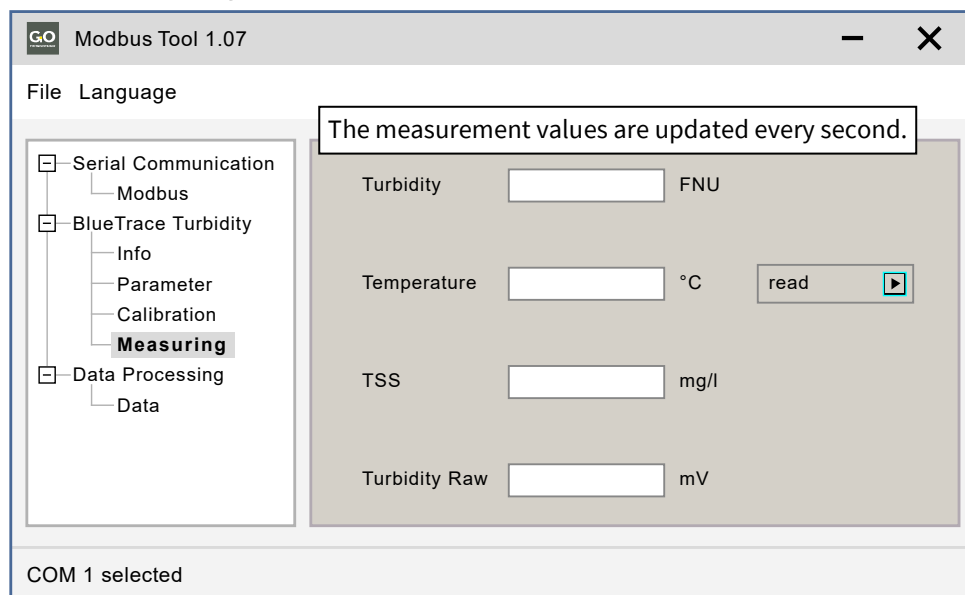 GO Modbus Tool 1.07
File Language
The measurement values are updated every second.
Serial Communication
Modbus
BlueTrace Turbidity
Info
Parameter
Calibration
Measuring
Data Processing
Data
Turbidity FNU
Temperature °C read
TSS mg/l
Turbidity Raw mV
COM 1 selected